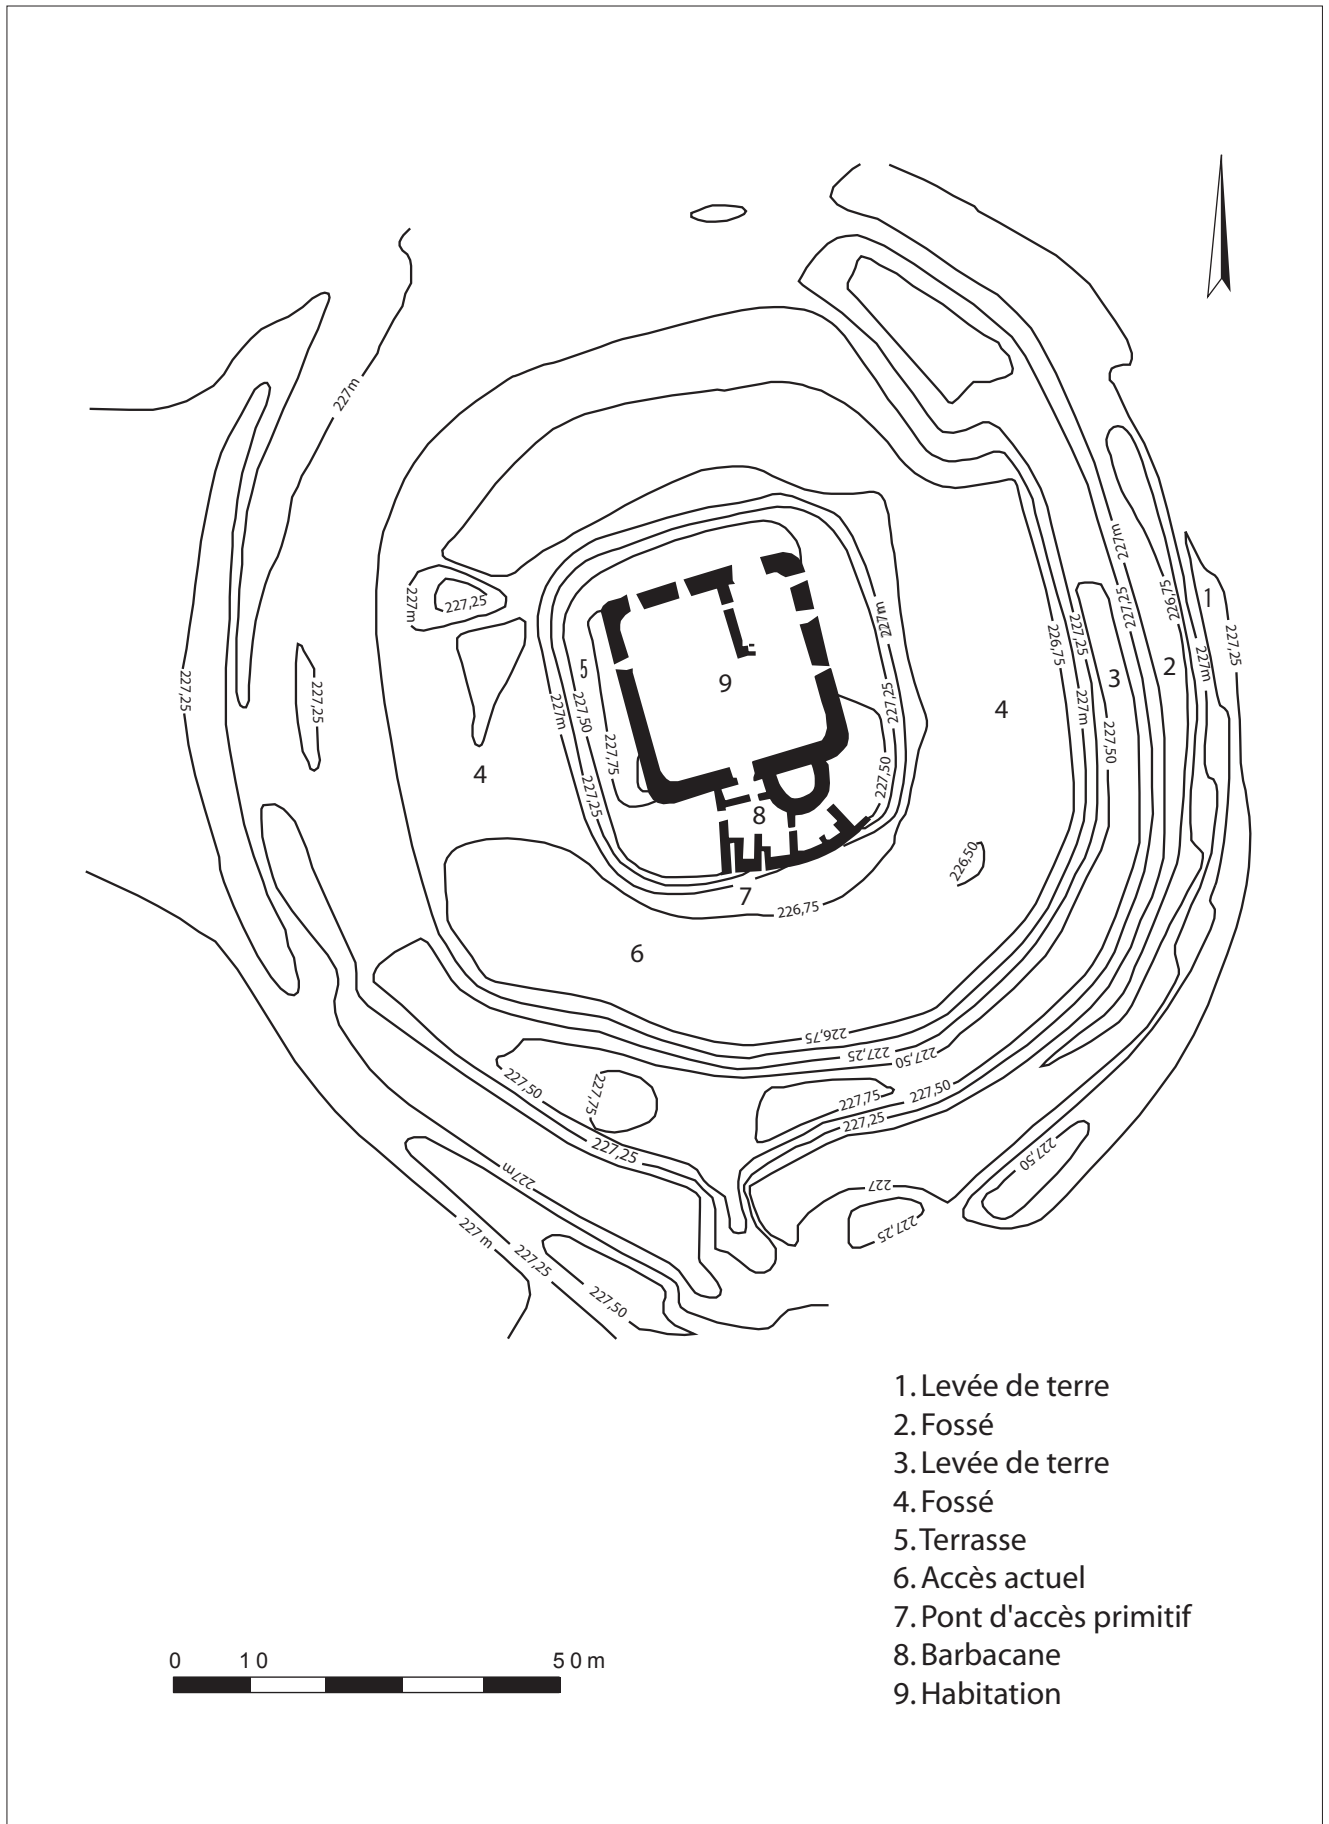 227m
227m
227,25
227m
226,75
1
227,25
227m
227,25
226,75
227,25
2
227m
5
9
3
227,25
227,25
227,50
227m
227,25
4
227m
227,50
227,75
4
227,50
227,25
8
226,50
7
226,75
6
226,75
227,25
227,50
227,50
227,75
227,75
227,50
227,25
227,25
227m
227,50
227
227 m
227,25
227,25
227,50
1. Levée de terre
2. Fossé
3. Levée de terre
4. Fossé
5. Terrasse
6. Accès actuel
7. Pont d'accès primitif
8. Barbacane
9. Habitation
0 10 50m